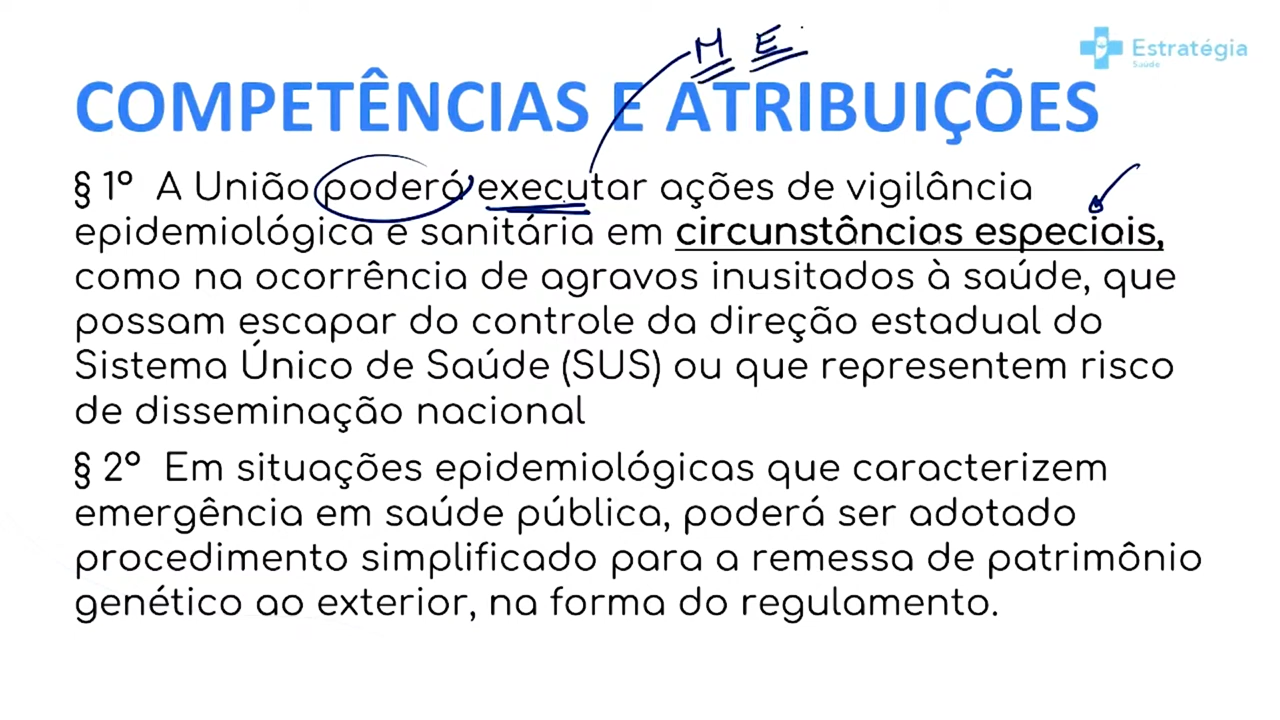 M E
Estratégia
Saúde
COMPETÊNCIAS E ATRIBUIÇÕES
§ 1º A União poderá executar ações de vigilância
epidemiológica e sanitária em circunstâncias especiais,
como na ocorrência de agravos inusitados à saúde, que
possam escapar do controle da direção estadual do
Sistema Único de Saúde (SUS) ou que representem risco
de disseminação nacional
§ 2º Em situações epidemiológicas que caracterizem
emergência em saúde pública, poderá ser adotado
procedimento simplificado para a remessa de patrimônio
genético ao exterior, na forma do regulamento.